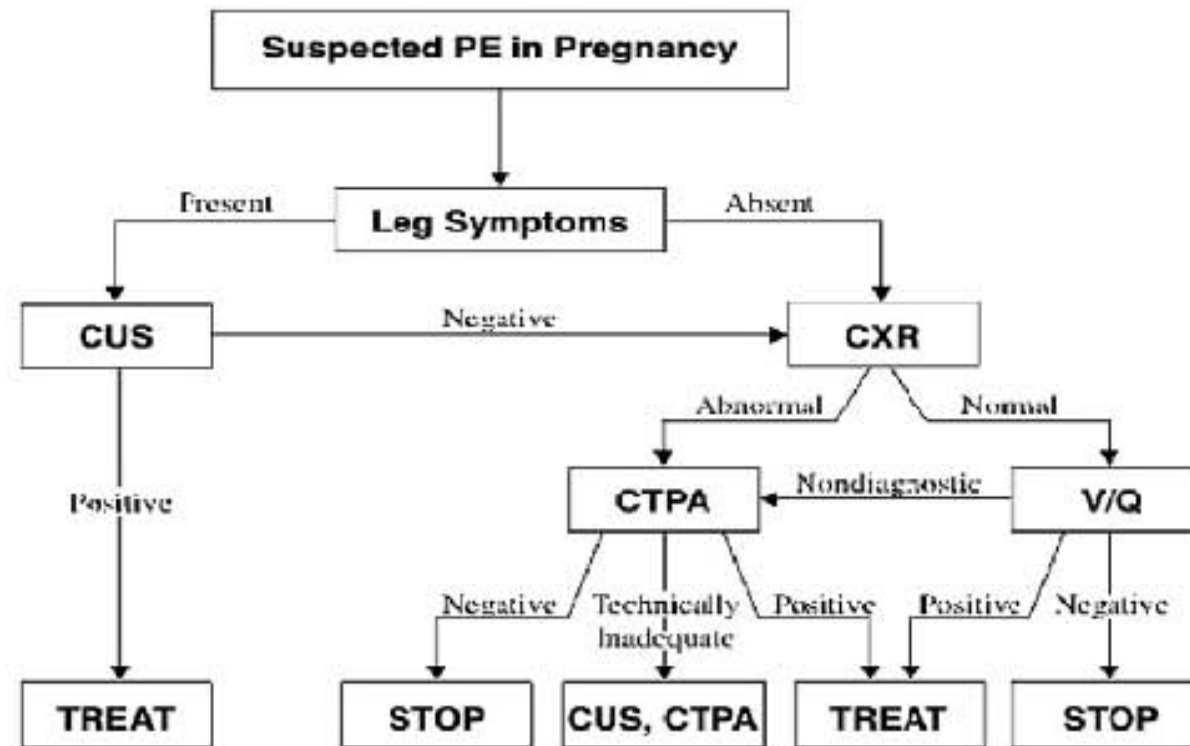 Suspected PE in Pregnancy
Present
Leg Symptoms
Absent
CUS
Negative
CXR
Abnormal
Normal
Positive
CTPA
Nondiagnostic
V/Q
Negative
Technically
Inadequate
Positive
Positive
Negative
TREAT
STOP
CUS, CTPA
TREAT
STOP